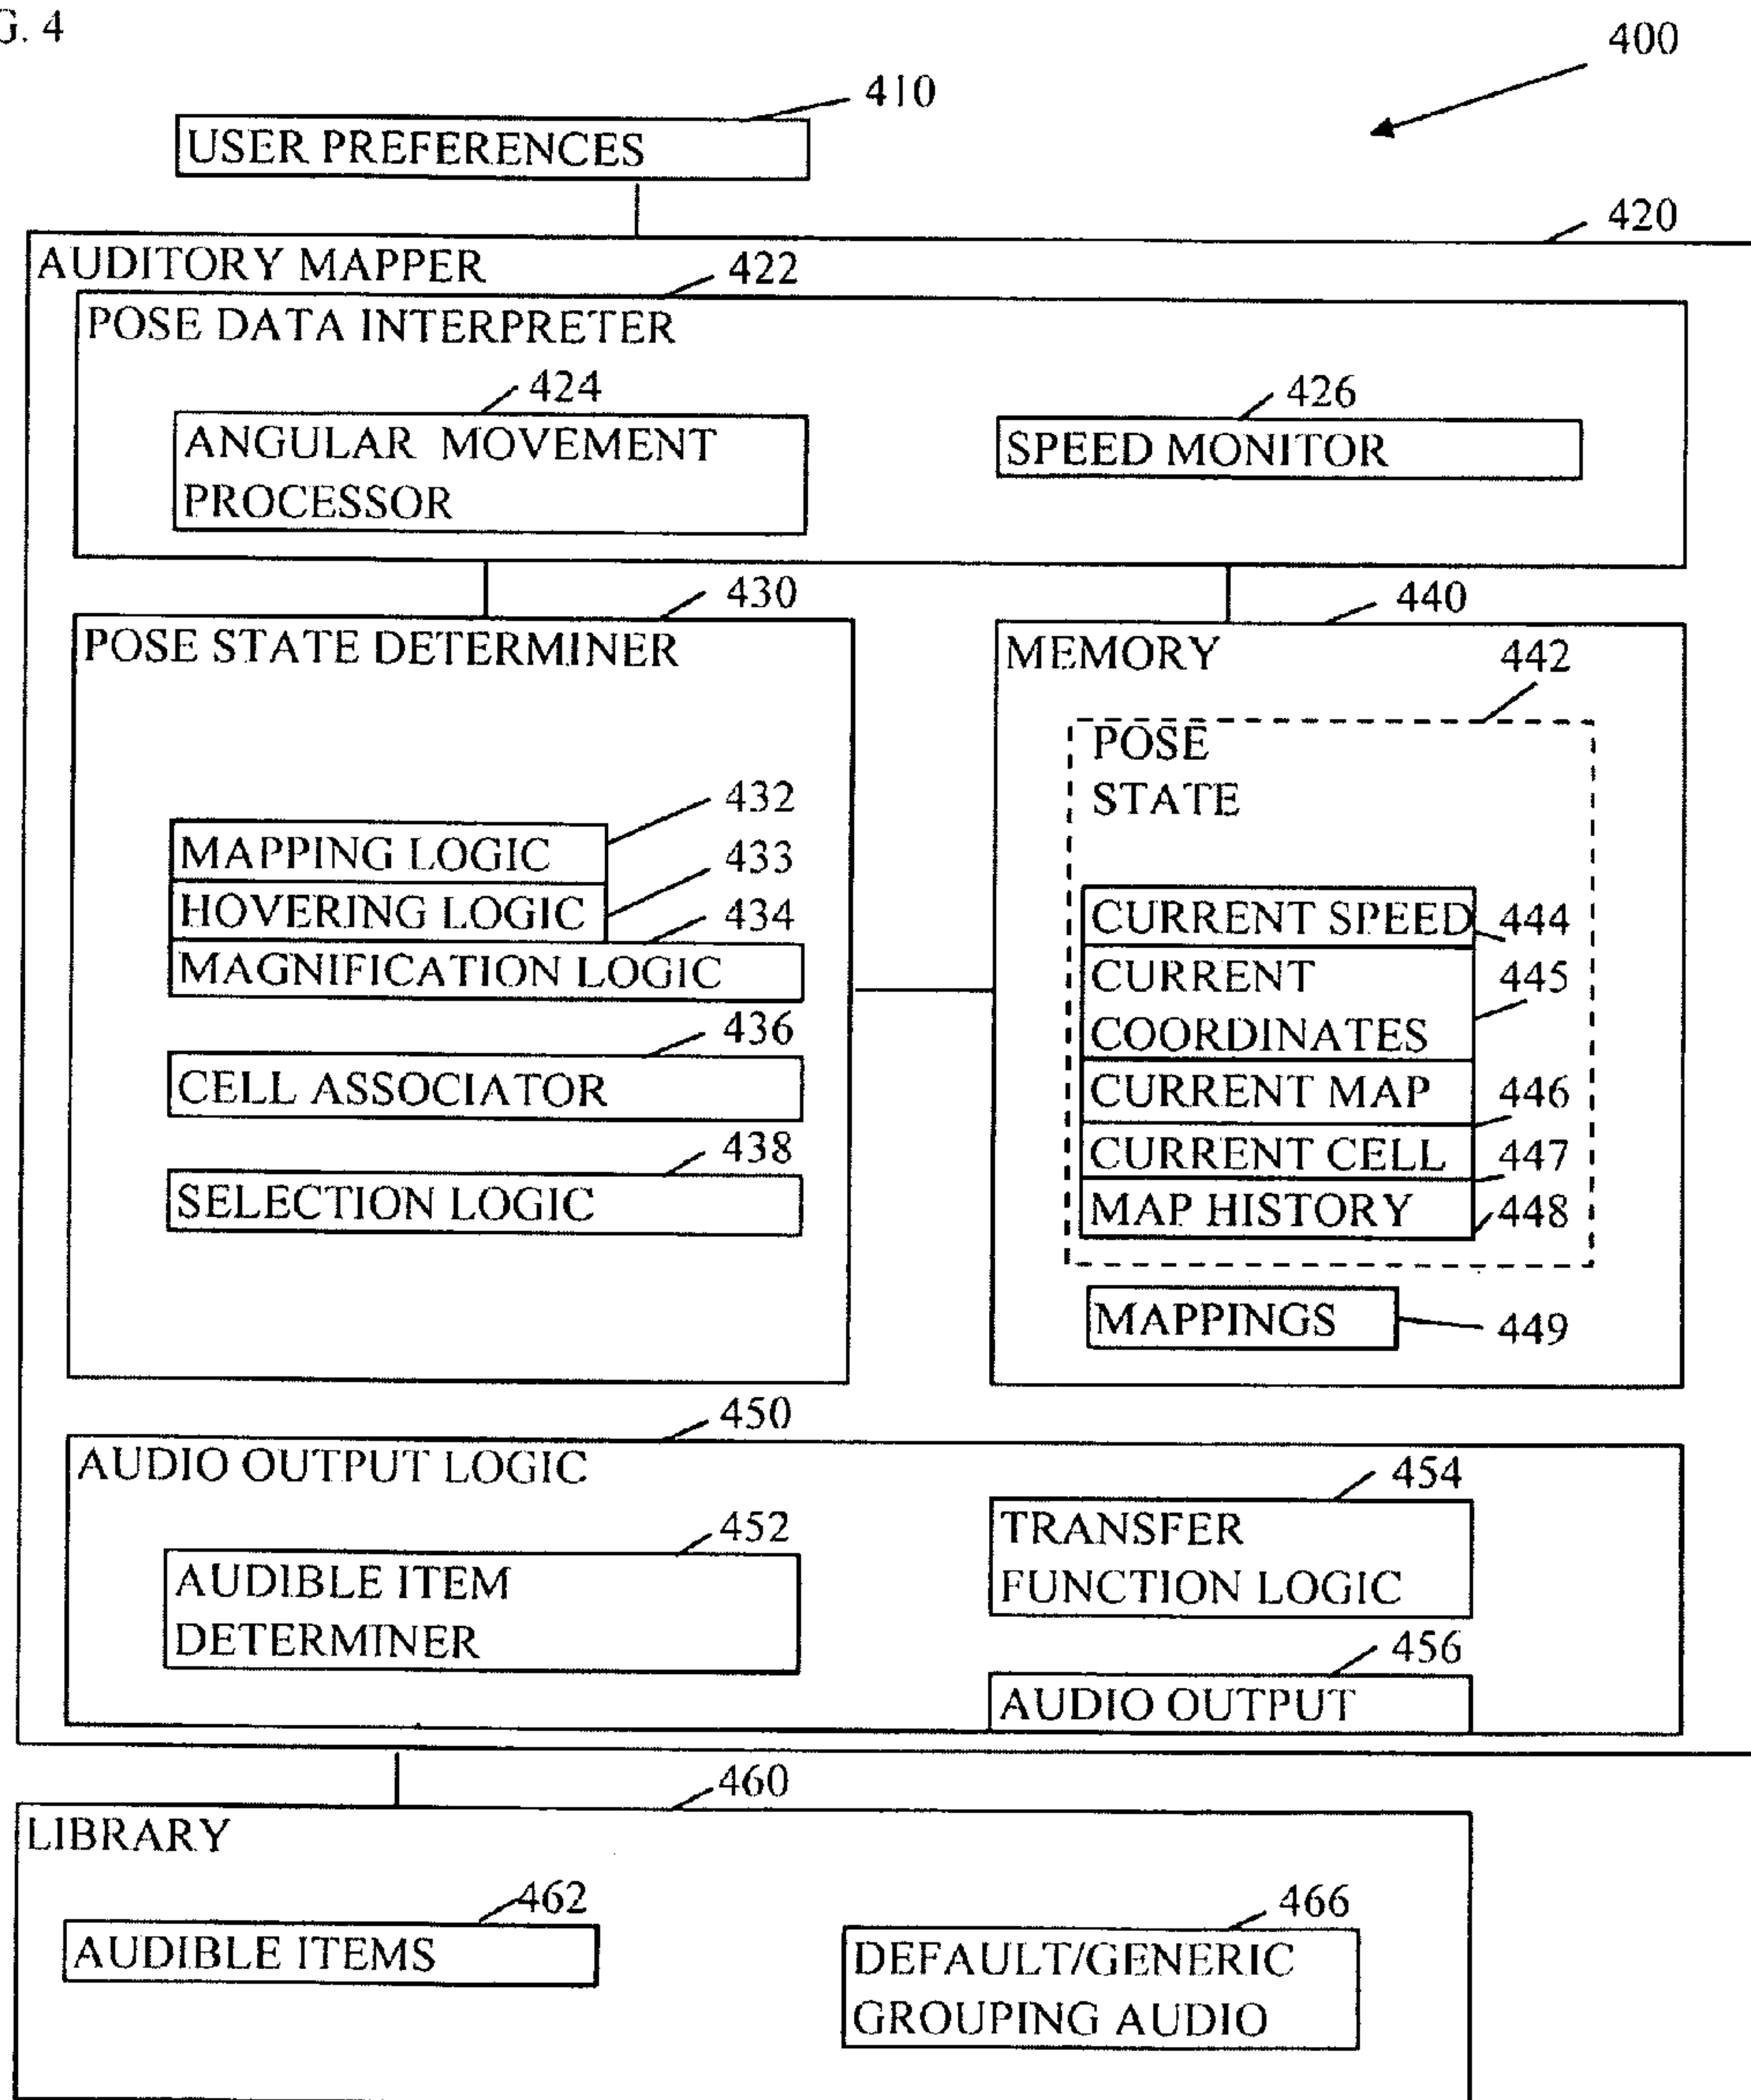 G. 4
400
410
USER PREFERENCES
420
AUDITORY MAPPER
422
POSE DATA INTERPRETER
424
426
ANGULAR MOVEMENT
PROCESSOR
SPEED MONITOR
430
440
POSE STATE DETERMINER
MEMORY
442
POSE
STATE
432
MAPPING LOGIC
433
HOVERING LOGIC
434
MAGNIFICATION LOGIC
436
CELL ASSOCIATOR
438
SELECTION LOGIC
CURRENT SPEED
444
CURRENT
COORDINATES
445
CURRENT MAP
446
CURRENT CELL
447
MAP HISTORY
448
MAPPINGS
449
450
AUDIO OUTPUT LOGIC
454
452
TRANSFER
FUNCTION LOGIC
AUDIBLE ITEM
DETERMINER
456
AUDIO OUTPUT
460
LIBRARY
462
466
AUDIBLE ITEMS
DEFAULT/GENERIC
GROUPING AUDIO